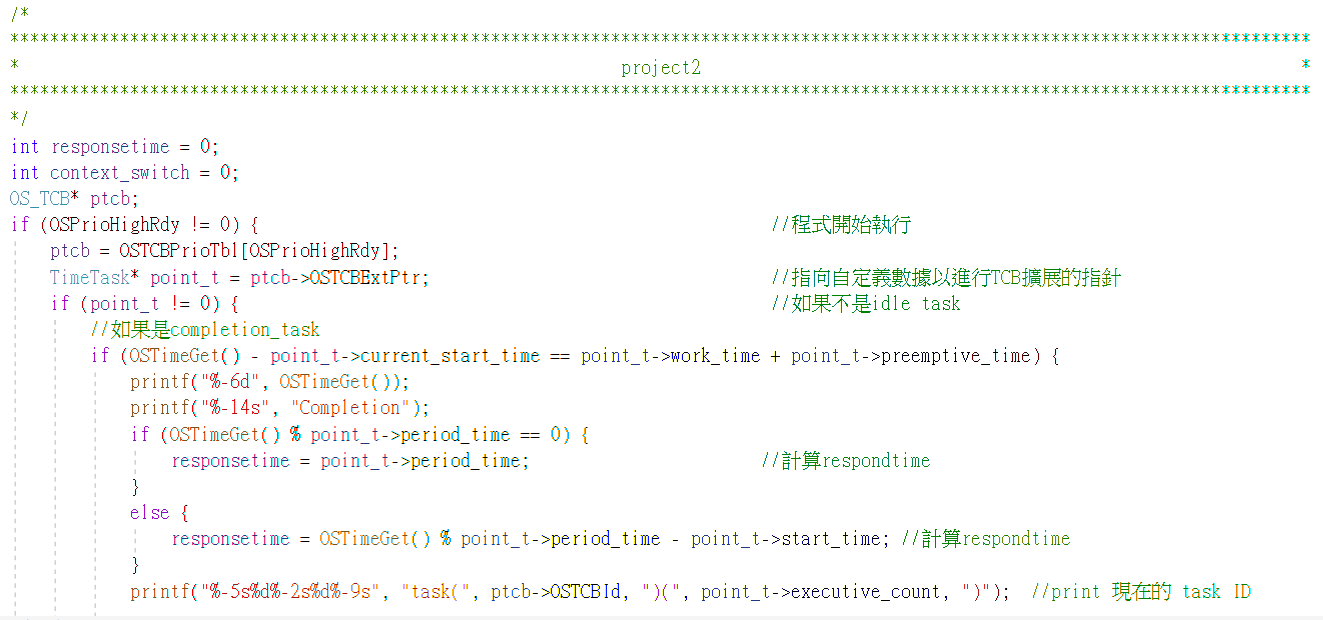 /*
**********************************************************************************************************************************
*                                                             project2                                                            *
**********************************************************************************************************************************
*/
int responsetime = 0;
int context_switch = 0;
OS_TCB* ptcb;
if (OSPrioHighRdy != 0) { //程式開始執行
ptcb = OSTCBPrioTbl[OSPrioHighRdy];
TimeTask* point_t = ptcb->OSTCBExtPtr; //指向自定義數據以進行TCB擴展的指針
if (point_t != 0) { //如果不是idle task
//如果是completion_task
if (OSTimeGet() - point_t->current_start_time == point_t->work_time + point_t->preemptive_time) {
printf("%-6d", OSTimeGet());
printf("%-14s", "Completion");
if (OSTimeGet() % point_t->period_time == 0) {
responsetime = point_t->period_time; //計算respondtime
}
else {
responsetime = OSTimeGet() % point_t->period_time - point_t->start_time; //計算respondtime
}
printf("%-5s%d%-2s%d%-9s", "task(", ptcb->OSTCBId, ")(", point_t->executive_count, ")"); //print 現在的 task ID